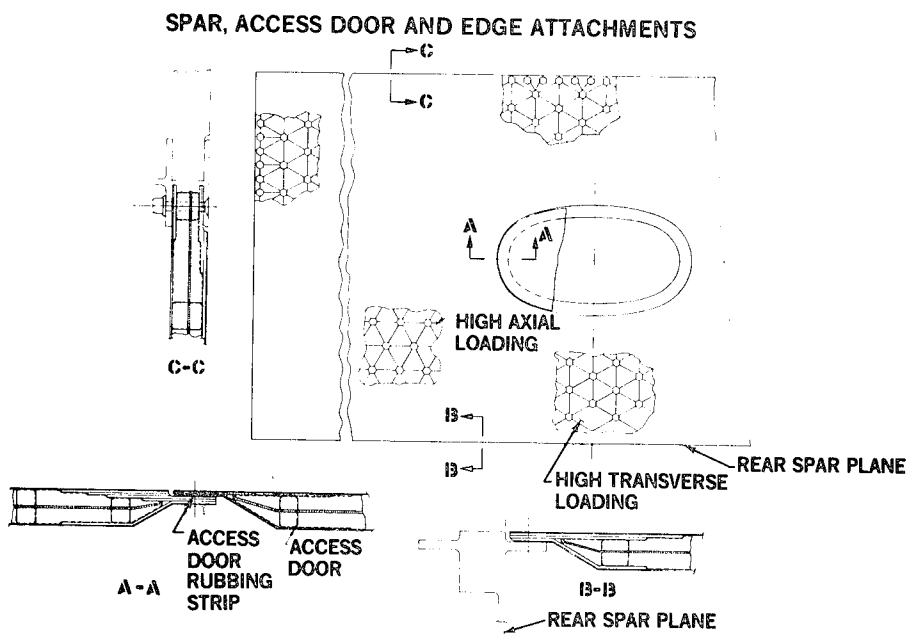 SPAR, ACCESS DOOR AND EDGE ATTACHMENTS
C
C
A
A
HIGH AXIAL
LOADING
C-C
B
B
REAR SPAR PLANE
HIGH TRANSVERSE
LOADING
ACCESS
DOOR
RUBBING
STRIP
ACCESS
DOOR
A-A
B-B
REAR SPAR PLANE